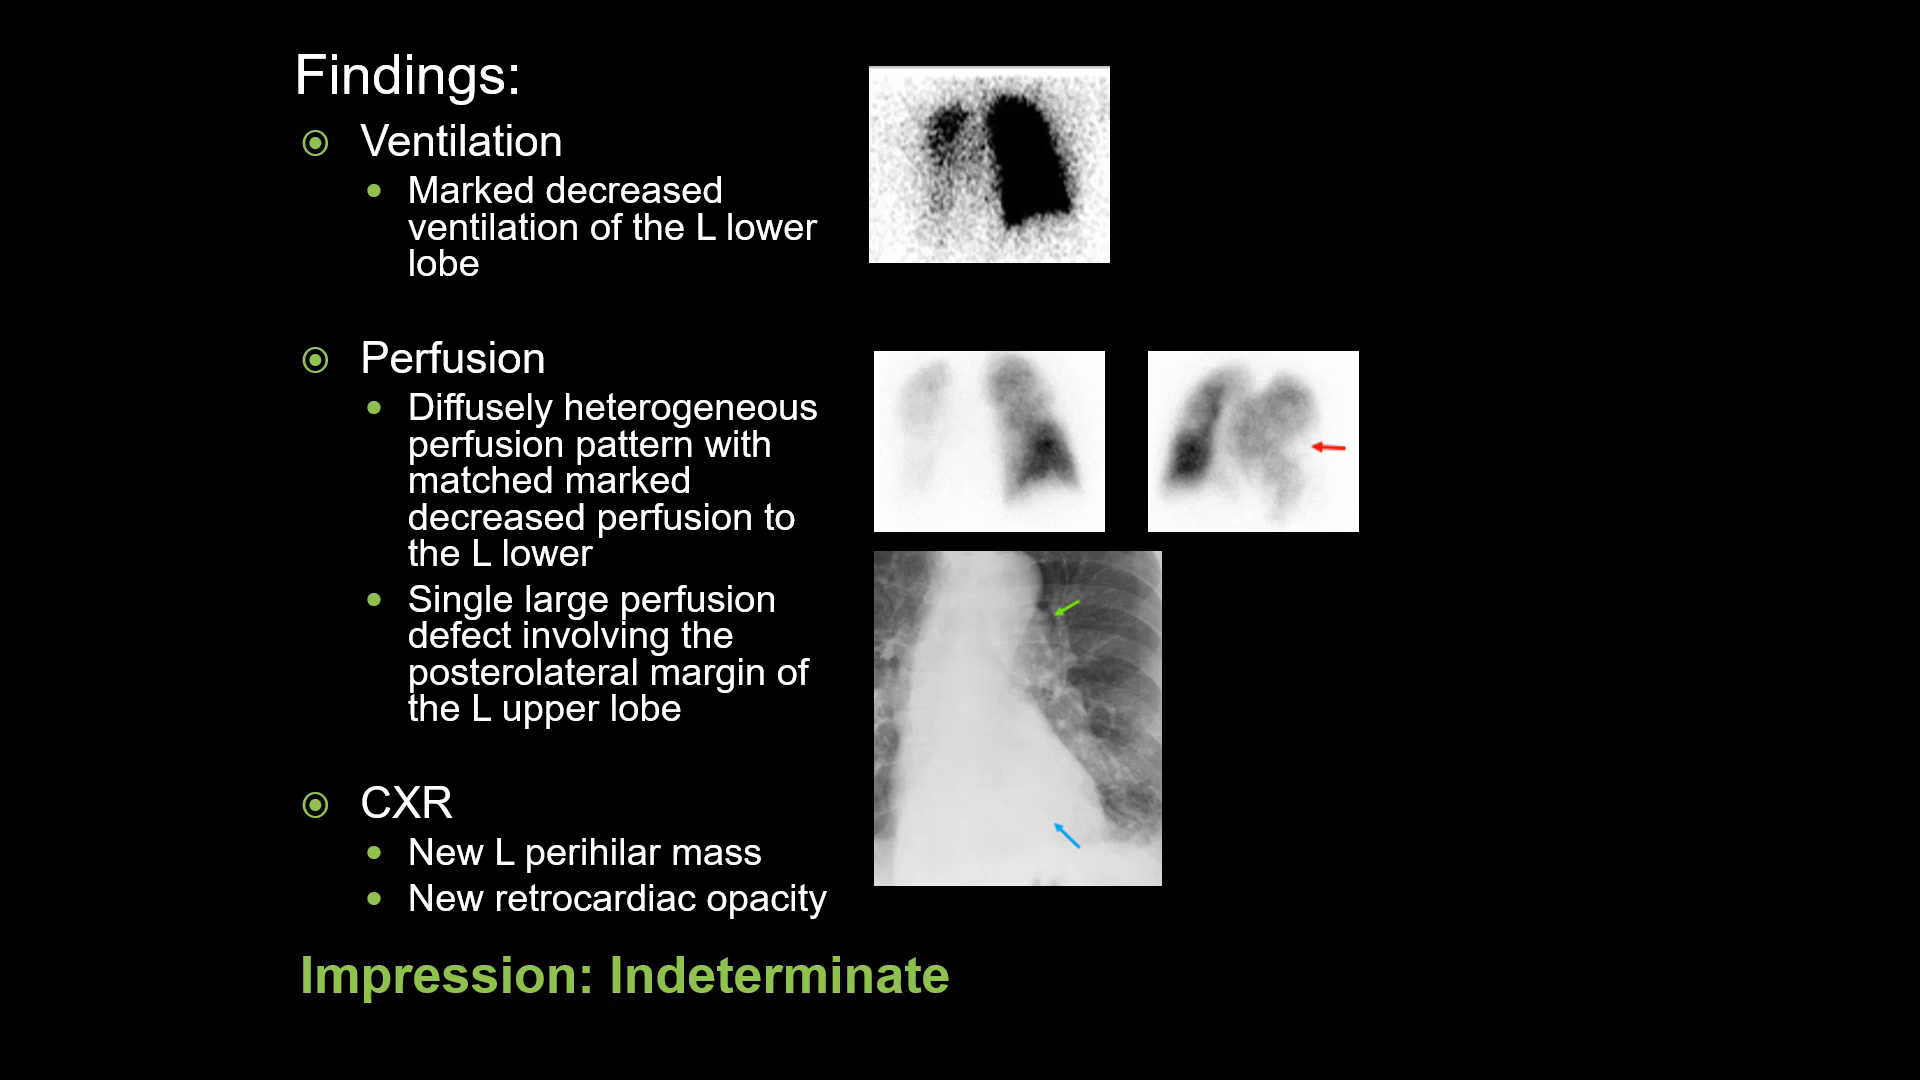 Findings:
Ventilation
Marked decreased
ventilation of the L lower
lobe
Perfusion
Diffusely heterogeneous
perfusion pattern with
matched marked
decreased perfusion to
the L lower
Single large perfusion
defect involving the
posterolateral margin of
the L upper lobe
CXR
New L perihilar mass
New retrocardiac opacity
Impression: Indeterminate